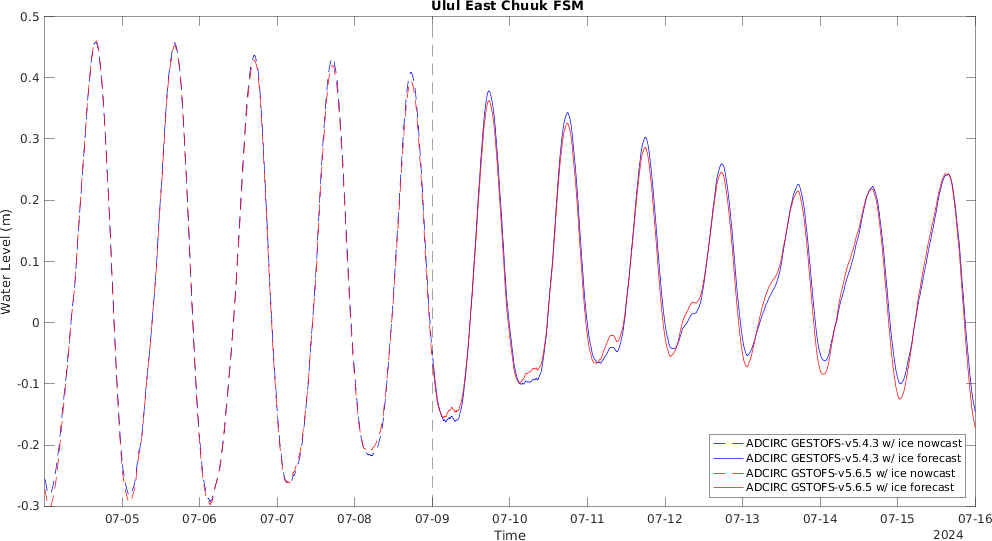 Ulul East Chuuk FSM
0.5
0.4
0.3
0.2
0.1
0
-0.1
-0.2
-0.3
Water Level (m)
07-05 07-06 07-07 07-08 07-09 07-10 07-11 07-12 07-13 07-14 07-15 07-16
Time
2024
ADCIRC GESTOFS-v5.4.3 w/ ice nowcast
ADCIRC GESTOFS-v5.4.3 w/ ice forecast
ADCIRC GSTOFS-v5.6.5 w/ ice nowcast
ADCIRC GSTOFS-v5.6.5 w/ ice forecast